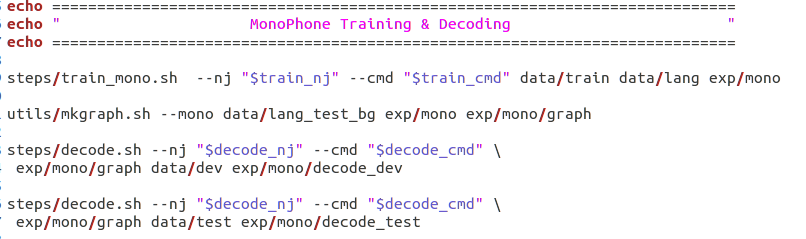 echo ============================================================================
echo "                     MonoPhone Training & Decoding                        "
echo ============================================================================
steps/train_mono.sh  --nj "$train_nj" --cmd "$train_cmd" data/train data/lang exp/mono
utils/mkgraph.sh --mono data/lang_test_bg exp/mono exp/mono/graph
steps/decode.sh --nj "$decode_nj" --cmd "$decode_cmd" \
 exp/mono/graph data/dev exp/mono/decode_dev
steps/decode.sh --nj "$decode_nj" --cmd "$decode_cmd" \
 exp/mono/graph data/test exp/mono/decode_test